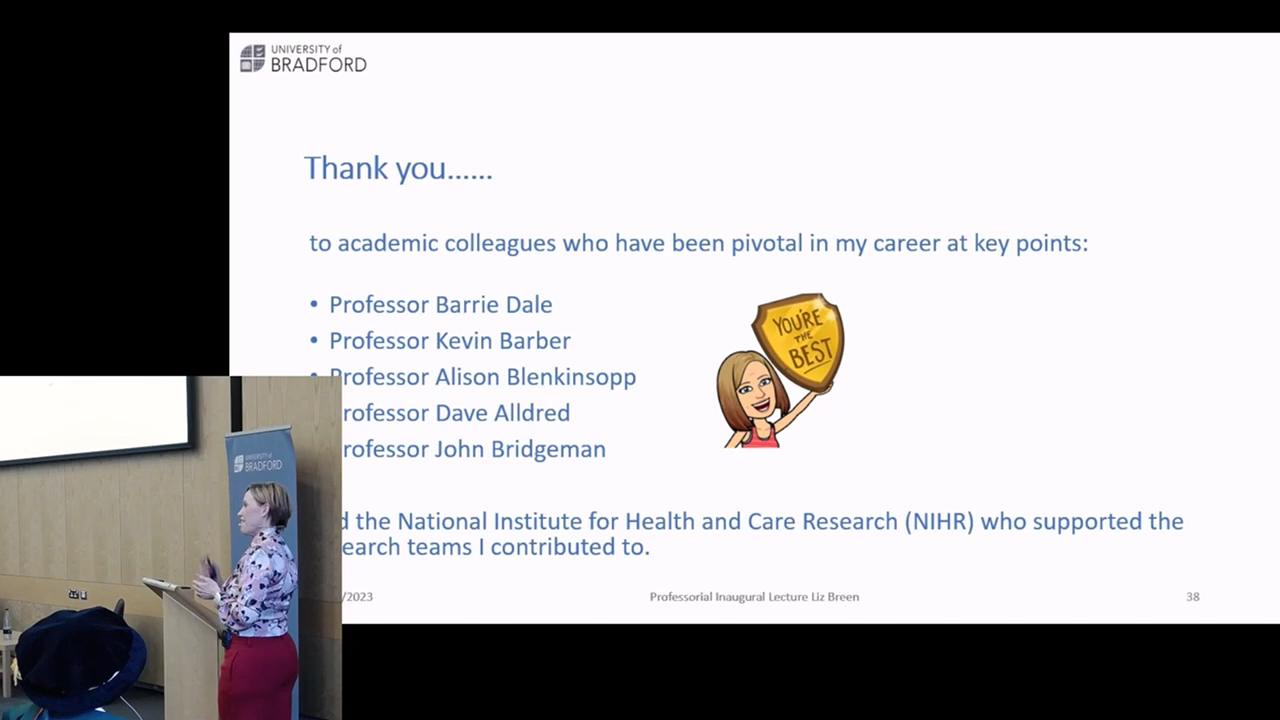 UNIVERSITY of
BRADFORD
Thank you......
to academic colleagues who have been pivotal in my career at key points:
• Professor Barrie Dale
• Professor Kevin Barber
Professor Alison Blenkinsopp
rofessor Dave Alldred
rofessor John Bridgeman
YOU'RE
THE
BEST
d the National Institute for Health and Care Research (NIHR) who supported the
earch teams I contributed to.
/2023
Professorial Inaugural Lecture Liz Breen
38
UNIVERSITY of
BRADFORD